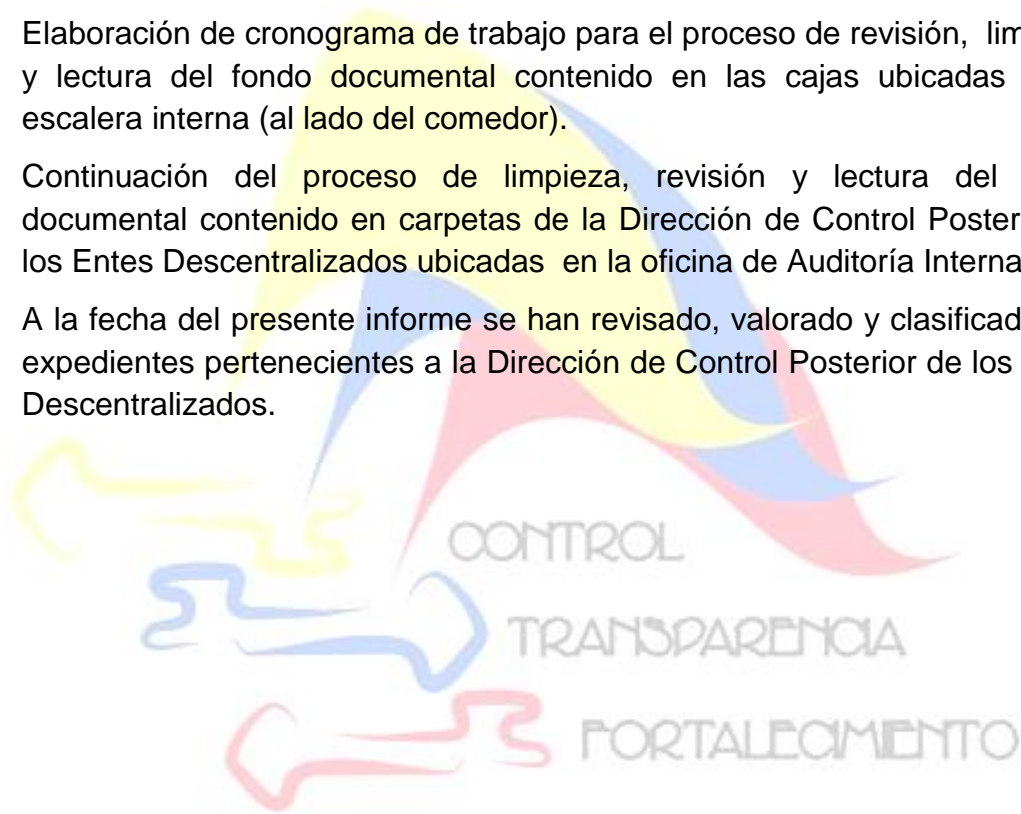 Elaboración de cronograma de trabajo para el proceso de revisión, lim
y lectura del fondo documental contenido en las cajas ubicadas
escalera interna (al lado del comedor).
Continuación del proceso de limpieza, revisión y lectura del
documental contenido en carpetas de la Dirección de Control Poster
los Entes Descentralizados ubicadas en la oficina de Auditoría Interna
A la fecha del presente informe se han revisado, valorado y clasificad
expedientes pertenecientes a la Dirección de Control Posterior de los
Descentralizados.
CONTROL
TRANSPARENCIA
FORTALECIMIENTO